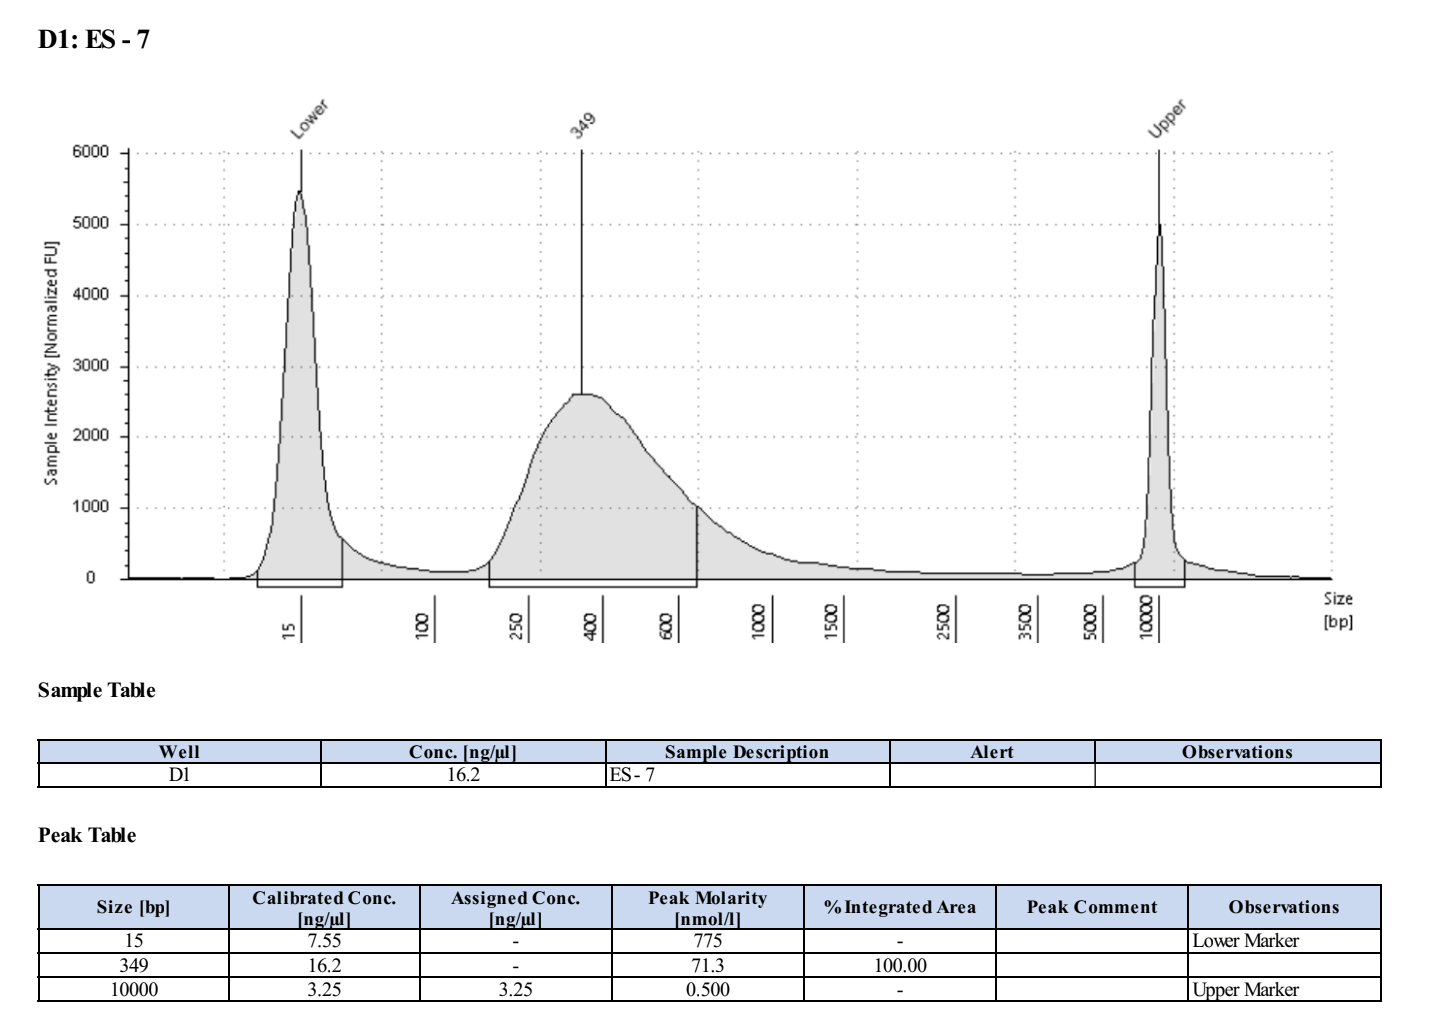 D1: ES - 7
Lower
349
Upper
6000
5000
4000
3000
2000
1000
0
Sample Intensity [Normalized FU]
15
100
250
400
600
1000
1500
2500
3500
5000
10000
Size
[bp]
Sample Table
Well Conc. [ng/µl] Sample Description Alert Observations
D1 16.2 ES - 7
Peak Table
Size [bp] Calibrated Conc. [ng/µl] Assigned Conc. [ng/µl] Peak Molarity [nmol/l] % Integrated Area Peak Comment Observations
15 7.55 - 775 - Lower Marker
349 16.2 - 71.3 100.00
10000 3.25 3.25 0.500 - Upper Marker